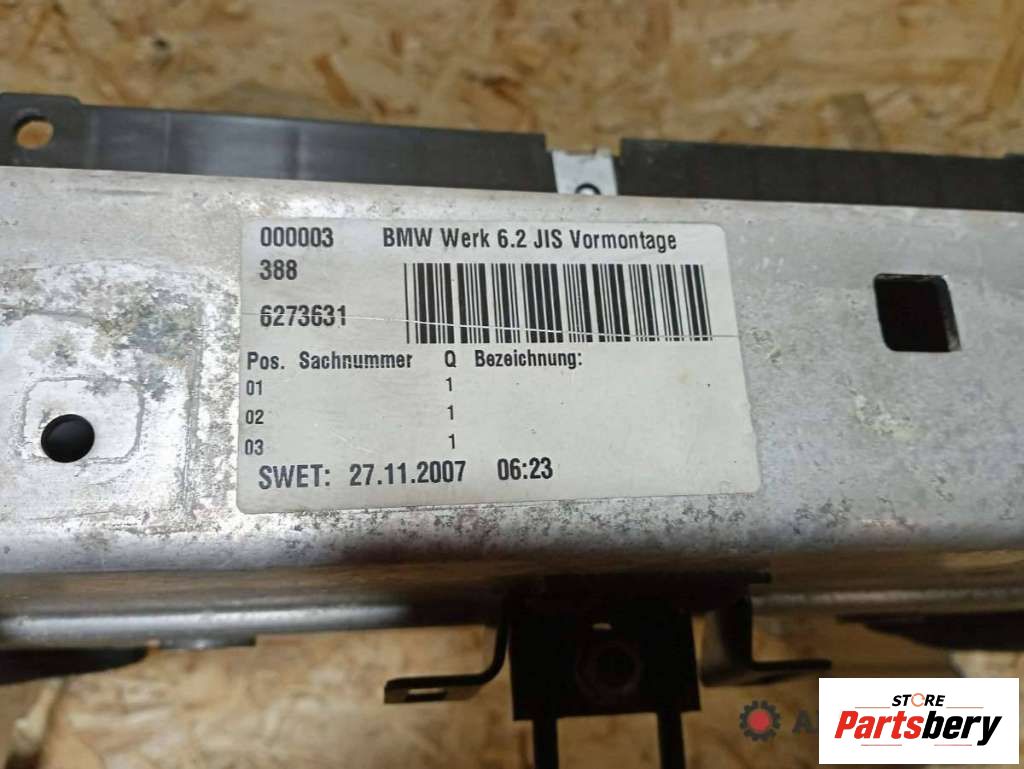 000003 BMW Werk 6.2 JIS Vormontage
388
6273631
Pos. Sachnummer Q Bezeichnung:
01 1
02 1
03 1
SWET: 27.11.2007 06:23
STORE
Partsbery